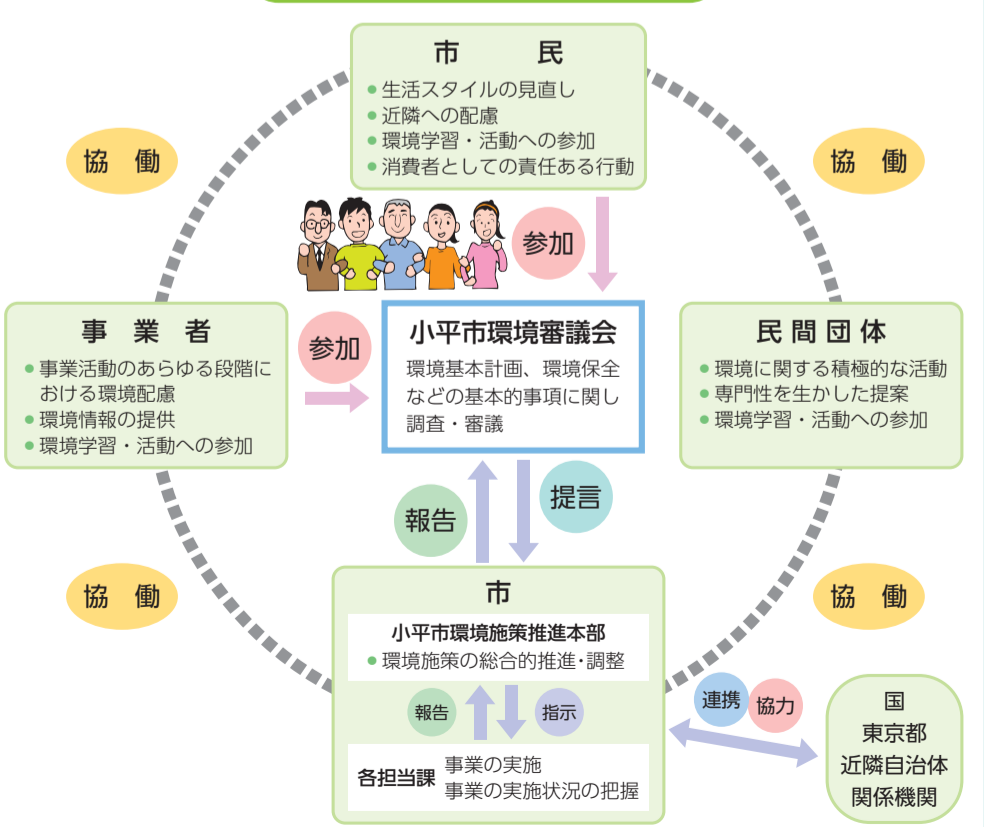 市　民
生活スタイルの見直し
近隣への配慮
環境学習・活動への参加
消費者としての責任ある行動
協　働
協　働
参加
事　業　者
事業活動のあらゆる段階に
おける環境配慮
環境情報の提供
環境学習・活動への参加
参加
小平市環境審議会
環境基本計画、環境保全
などの基本的事項に関し
調査・審議
民間団体
環境に関する積極的な活動
専門性を生かした提案
環境学習・活動への参加
報告
提言
協　働
協　働
市
小平市環境施策推進本部
環境施策の総合的推進・調整
報告
指示
各担当課
事業の実施
事業の実施状況の把握
連携
協力
国
東京都
近隣自治体
関係機関